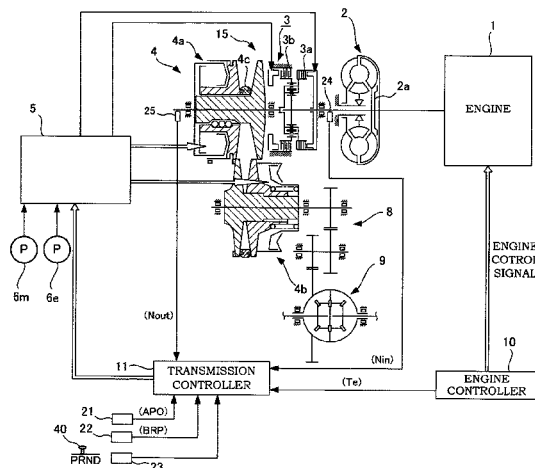 15
3
2
1
4
4a
4c
3b
3a
2a
24
ENGINE
5
25
P
P
6m
6e
8
9
4b
ENGINE
COTROL
SIGNAL
(Nout)
(Nin)
10
11
TRANSMISSION
CONTROLLER
(Te)
ENGINE
CONTROLLER
21
(APO)
22
(BRP)
40
PRND
23